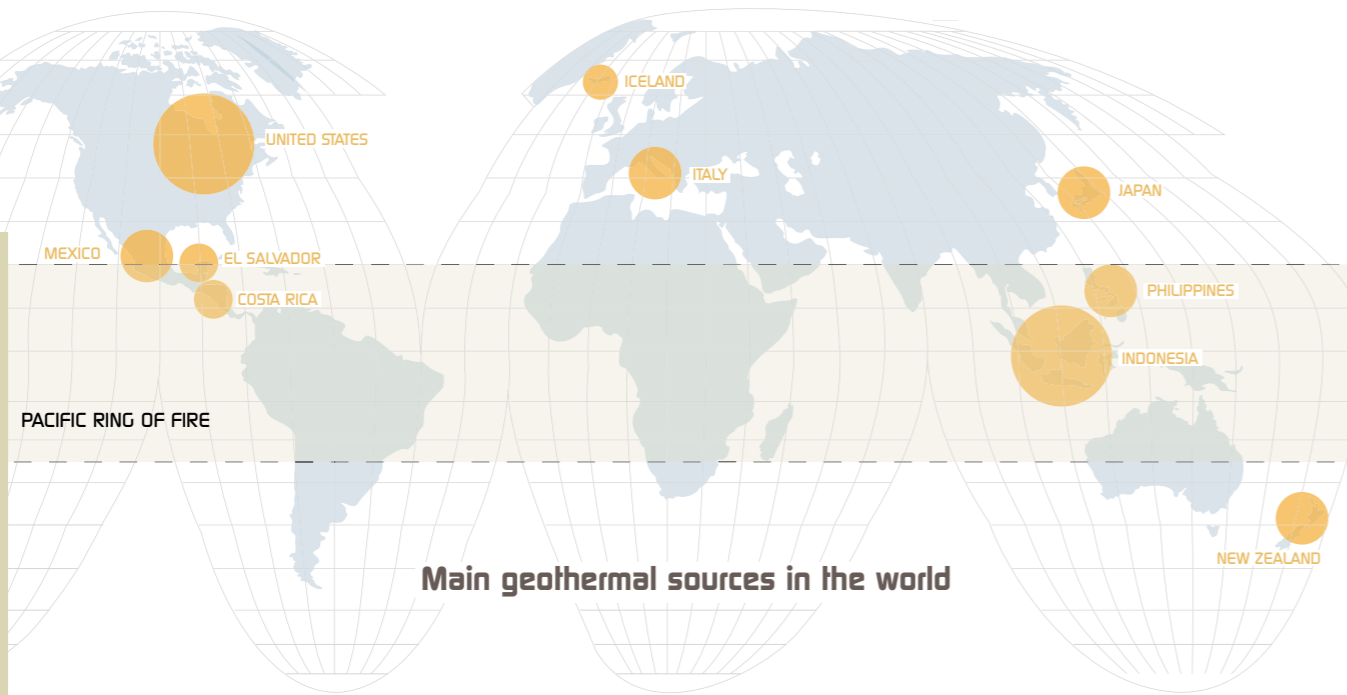 ICELAND
UNITED STATES
ITALY
JAPAN
MEXICO
EL SALVADOR
COSTA RICA
PHILIPPINES
INDONESIA
PACIFIC RING OF FIRE
NEW ZEALAND
Main geothermal sources in the world